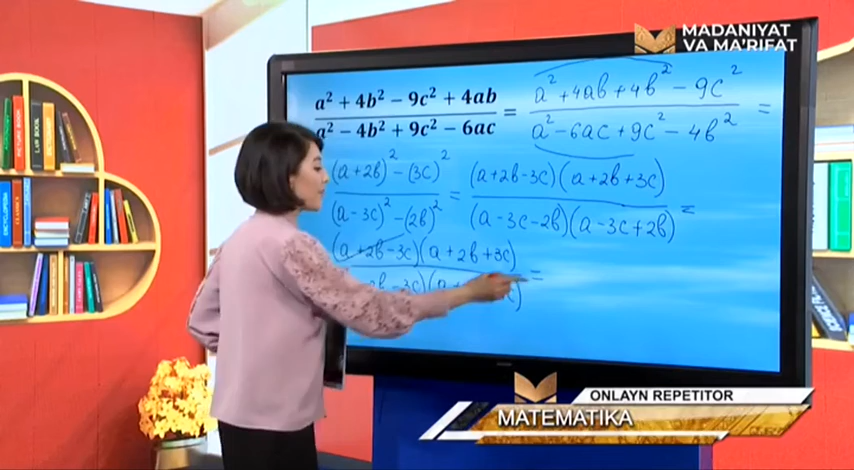 MADANIYAT
VA MA'RIFAT
a² + 4b² − 9c² + 4ab
a² − 4b² + 9c² − 6ac
=
a² + 4ab + 4b² − 9c²
a² − 6ac + 9c² − 4b²
=
(a+2b)² − (3c)²
(a−3c)² − (2b)²
=
(a+2b−3c)(a+2b+3c)
(a−3c−2b)(a−3c+2b)
=
(a+2b−3c)(a+2b+3c)
=
ONLAYN REPETITOR
MATEMATIKA